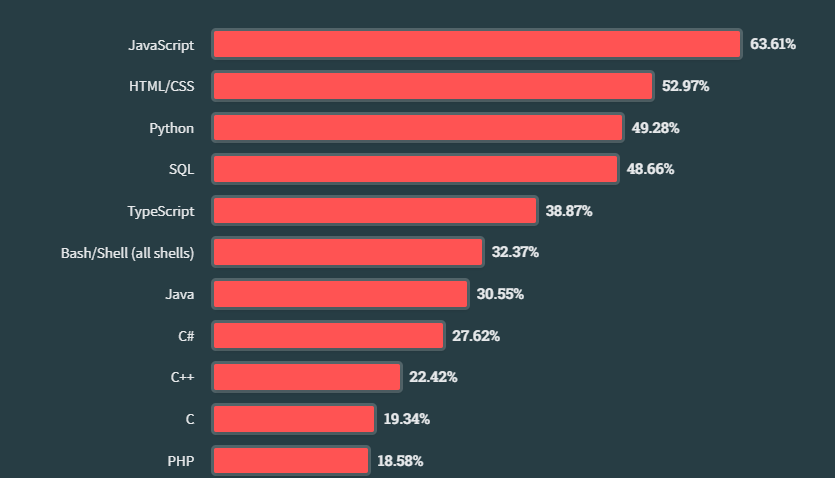 JavaScript 63.61%
HTML/CSS 52.97%
Python 49.28%
SQL 48.66%
TypeScript 38.87%
Bash/Shell (all shells) 32.37%
Java 30.55%
C# 27.62%
C++ 22.42%
C 19.34%
PHP 18.58%